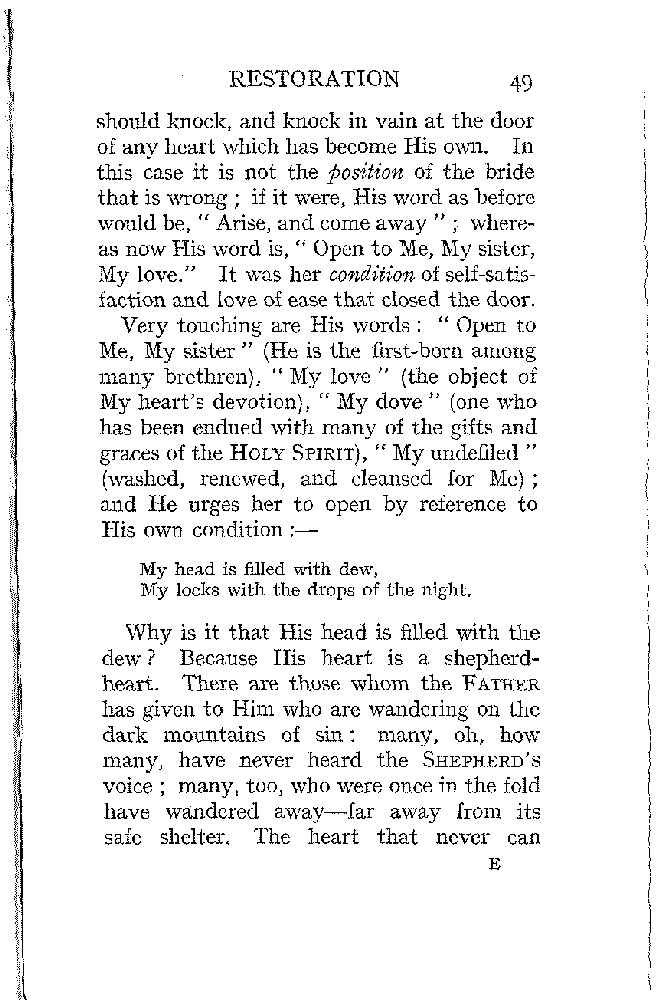 RESTORATION 49
should knock, and knock in vain at the door
of any heart which has become His own. In
this case it is not the position of the bride
that is wrong ; if it were, His word as before
would be, “ Arise, and come away ” ; where-
as now His word is, “ Open to Me, My sister,
My love.” It was her condition of self-satis-
faction and love of ease that closed the door.
Very touching are His words : “ Open to
Me, My sister ” (He is the first-born among
many brethren), “ My love ” (the object of
My heart's devotion), “ My dove ” (one who
has been endued with many of the gifts and
graces of the HOLY SPIRIT), “ My undefiled ”
(washed, renewed, and cleansed for Me) ;
and He urges her to open by reference to
His own condition :—
My head is filled with dew,
My locks with the drops of the night.
Why is it that His head is filled with the
dew ? Because His heart is a shepherd-
heart. There are those whom the FATHER
has given to Him who are wandering on the
dark mountains of sin : many, oh, how
many, have never heard the SHEPHERD'S
voice ; many, too, who were once in the fold
have wandered away—far away from its
safe shelter. The heart that never can
E